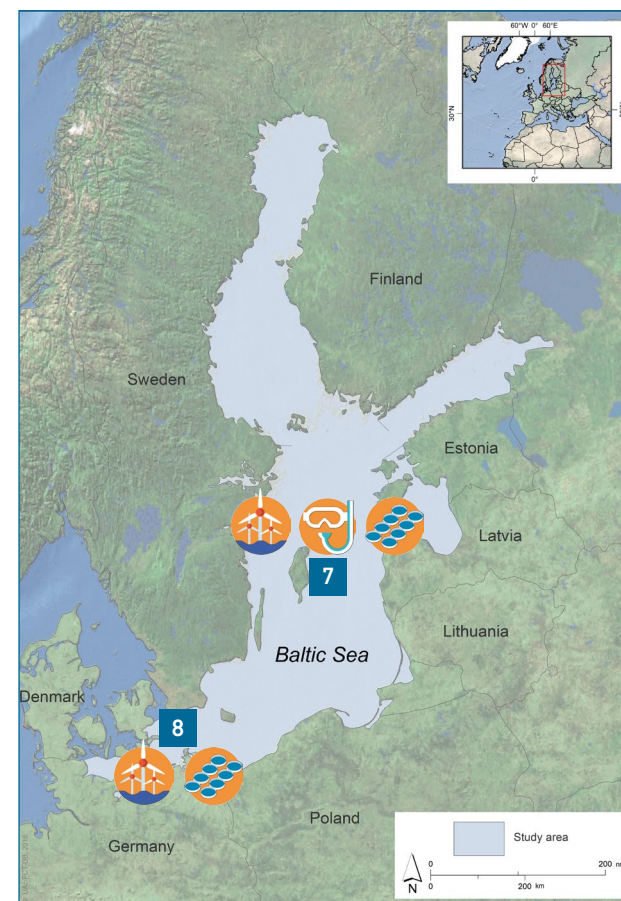 60°W 0° 60°E
30°N
0°
Finland
Sweden
Estonia
Latvia
7
Lithuania
Baltic Sea
Denmark
8
Poland
Germany
Study area
0 200 nm
N
0 200 km